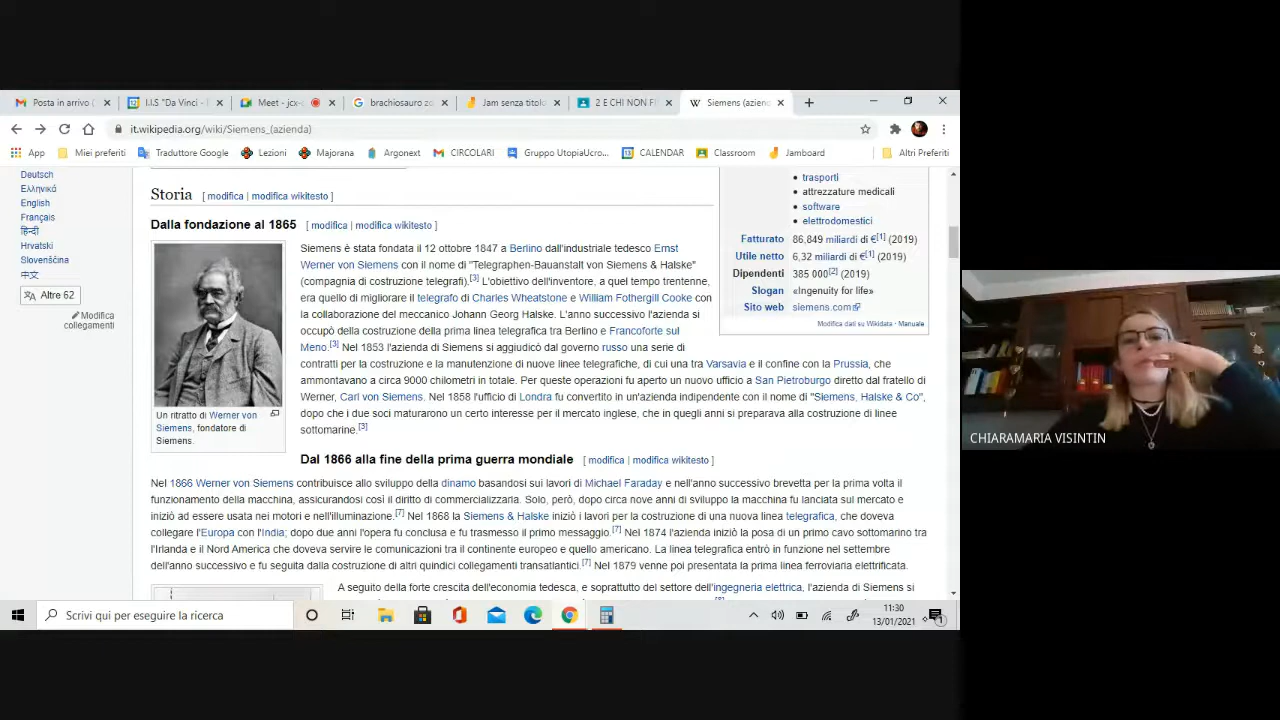 Posta in arrivo (
I.I.S "Da Vinci -
Meet - jcx-
brachiosauro zo
Jam senza titolo
2 E CHI NON FI
Siemens (azien
it.wikipedia.org/wiki/Siemens_(azienda)
App
Miei preferiti
Traduttore Google
Lezioni
Majorana
Argonext
CIRCOLARI
Gruppo UtopiaUcro...
CALENDAR
Classroom
Jamboard
Altri Preferiti
Deutsch
Ελληνικά
English
Français
हिन्दी
Hrvatski
Slovenščina
中文
Altre 62
Modifica
collegamenti
Storia [ modifica | modifica wikitesto ]
Dalla fondazione al 1865 [ modifica | modifica wikitesto ]
Un ritratto di Werner von
Siemens, fondatore di
Siemens.
Siemens è stata fondata il 12 ottobre 1847 a Berlino dall'industriale tedesco Ernst
Werner von Siemens con il nome di "Telegraphen-Bauanstalt von Siemens & Halske"
(compagnia di costruzione telegrafi).[3] L'obiettivo dell'inventore, a quel tempo trentenne,
era quello di migliorare il telegrafo di Charles Wheatstone e William Fothergill Cooke con
la collaborazione del meccanico Johann Georg Halske. L'anno successivo l'azienda si
occupò della costruzione della prima linea telegrafica tra Berlino e Francoforte sul
Meno.[3] Nel 1853 l'azienda di Siemens si aggiudicò dal governo russo una serie di
contratti per la costruzione e la manutenzione di nuove linee telegrafiche, di cui una tra Varsavia e il confine con la Prussia, che
ammontavano a circa 9000 chilometri in totale. Per queste operazioni fu aperto un nuovo ufficio a San Pietroburgo diretto dal fratello di
Werner, Carl von Siemens. Nel 1858 l'ufficio di Londra fu convertito in un'azienda indipendente con il nome di "Siemens, Halske & Co",
dopo che i due soci maturarono un certo interesse per il mercato inglese, che in quegli anni si preparava alla costruzione di linee
sottomarine.[3]
trasporti
attrezzature medicali
software
elettrodomestici
Fatturato 86,849 miliardi di €[1] (2019)
Utile netto 6,32 miliardi di €[1] (2019)
Dipendenti 385 000[2] (2019)
Slogan «Ingenuity for life»
Sito web siemens.com
Modifica dati su Wikidata · Manuale
Dal 1866 alla fine della prima guerra mondiale [ modifica | modifica wikitesto ]
Nel 1866 Werner von Siemens contribuisce allo sviluppo della dinamo basandosi sui lavori di Michael Faraday e nell'anno successivo brevetta per la prima volta il
funzionamento della macchina, assicurandosi così il diritto di commercializzarla. Solo, però, dopo circa nove anni di sviluppo la macchina fu lanciata sul mercato e
iniziò ad essere usata nei motori e nell'illuminazione.[7] Nel 1868 la Siemens & Halske iniziò i lavori per la costruzione di una nuova linea telegrafica, che doveva
collegare l'Europa con l'India; dopo due anni l'opera fu conclusa e fu trasmesso il primo messaggio.[7] Nel 1874 l'azienda iniziò la posa di un primo cavo sottomarino tra
l'Irlanda e il Nord America che doveva servire le comunicazioni tra il continente europeo e quello americano. La linea telegrafica entrò in funzione nel settembre
dell'anno successivo e fu seguita dalla costruzione di altri quindici collegamenti transatlantici.[7] Nel 1879 venne poi presentata la prima linea ferroviaria elettrificata.
A seguito della forte crescita dell'economia tedesca, e soprattutto del settore dell'ingegneria elettrica, l'azienda di Siemens si
Scrivi qui per eseguire la ricerca
11:30
13/01/2021
CHIARAMARIA VISINTIN